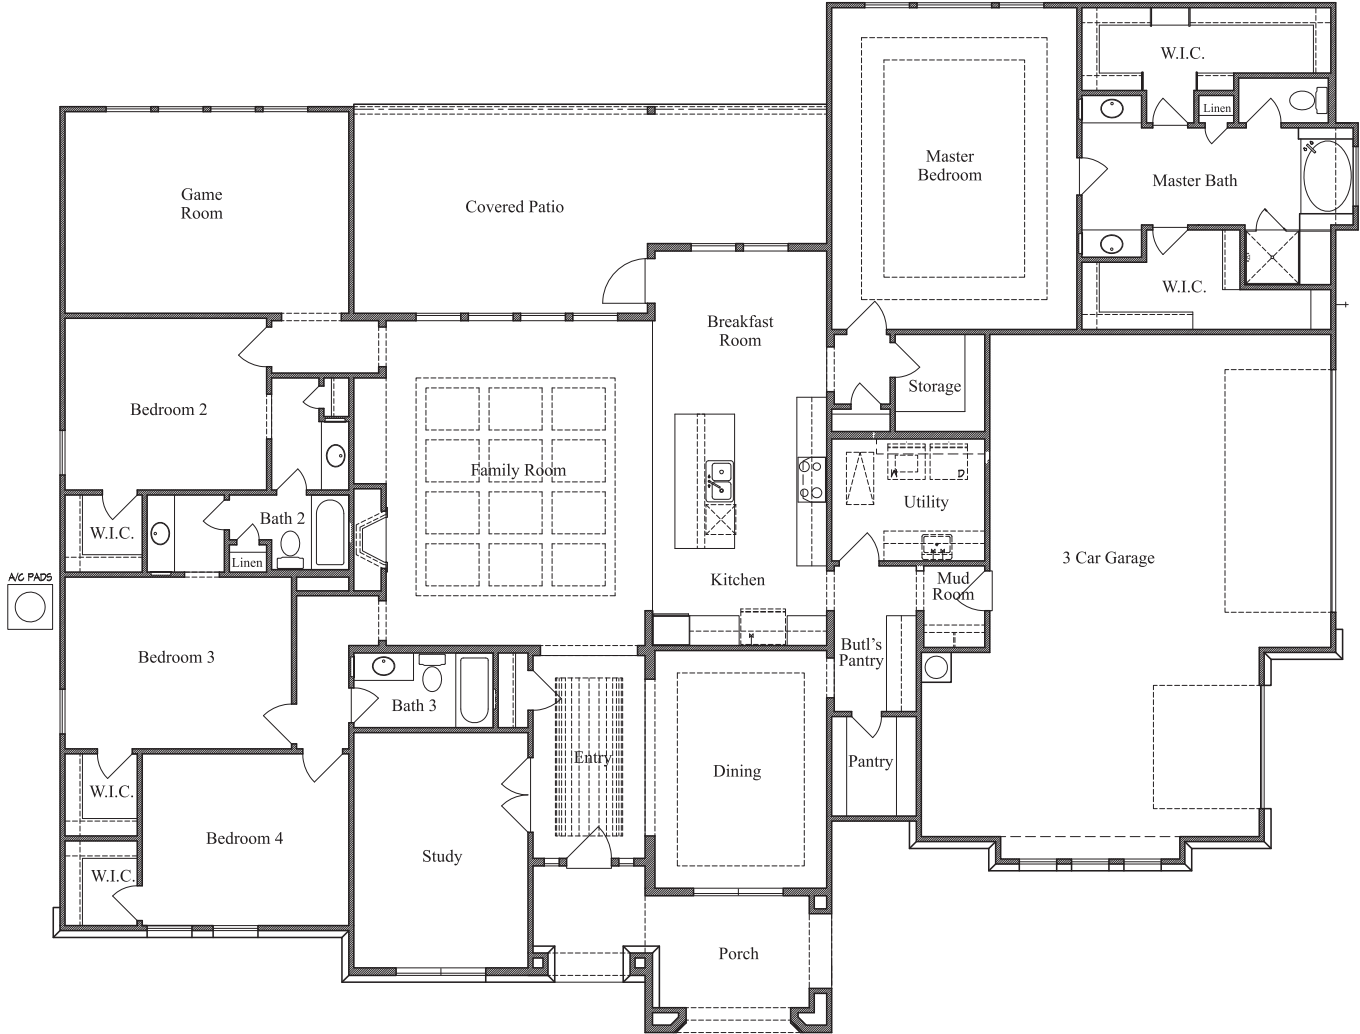 W.I.C.
Linen
Master
Bedroom
Master Bath
Game
Room
Covered Patio
W.I.C.
Breakfast
Room
Storage
Bedroom 2
Family Room
W
D
Utility
Bath 2
W.I.C.
Linen
3 Car Garage
A/C PADS
Kitchen
Mud
Room
Butl's
Pantry
Bedroom 3
Bath 3
Entry
Dining
Pantry
W.I.C.
Bedroom 4
Study
W.I.C.
Porch